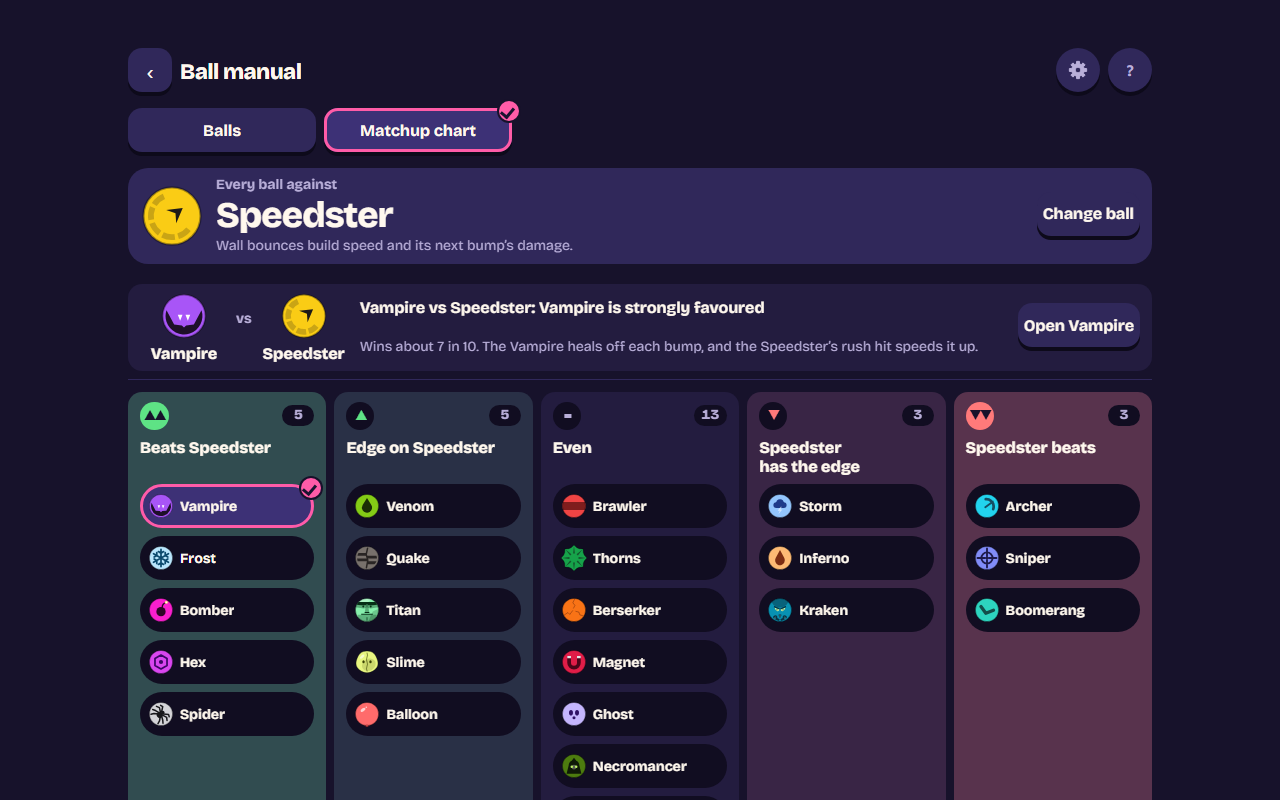 ‹ Ball manual ?
Balls Matchup chart
Every ball against
Speedster
Wall bounces build speed and its next bump's damage.
Change ball
Vampire vs Speedster
Vampire vs Speedster: Vampire is strongly favoured
Wins about 7 in 10. The Vampire heals off each bump, and the Speedster's rush hit speeds it up.
Open Vampire
5
Beats Speedster
Vampire
Frost
Bomber
Hex
Spider
5
Edge on Speedster
Venom
Quake
Titan
Slime
Balloon
= 13
Even
Brawler
Thorns
Berserker
Magnet
Ghost
Necromancer
3
Speedster
has the edge
Storm
Inferno
Kraken
3
Speedster beats
Archer
Sniper
Boomerang